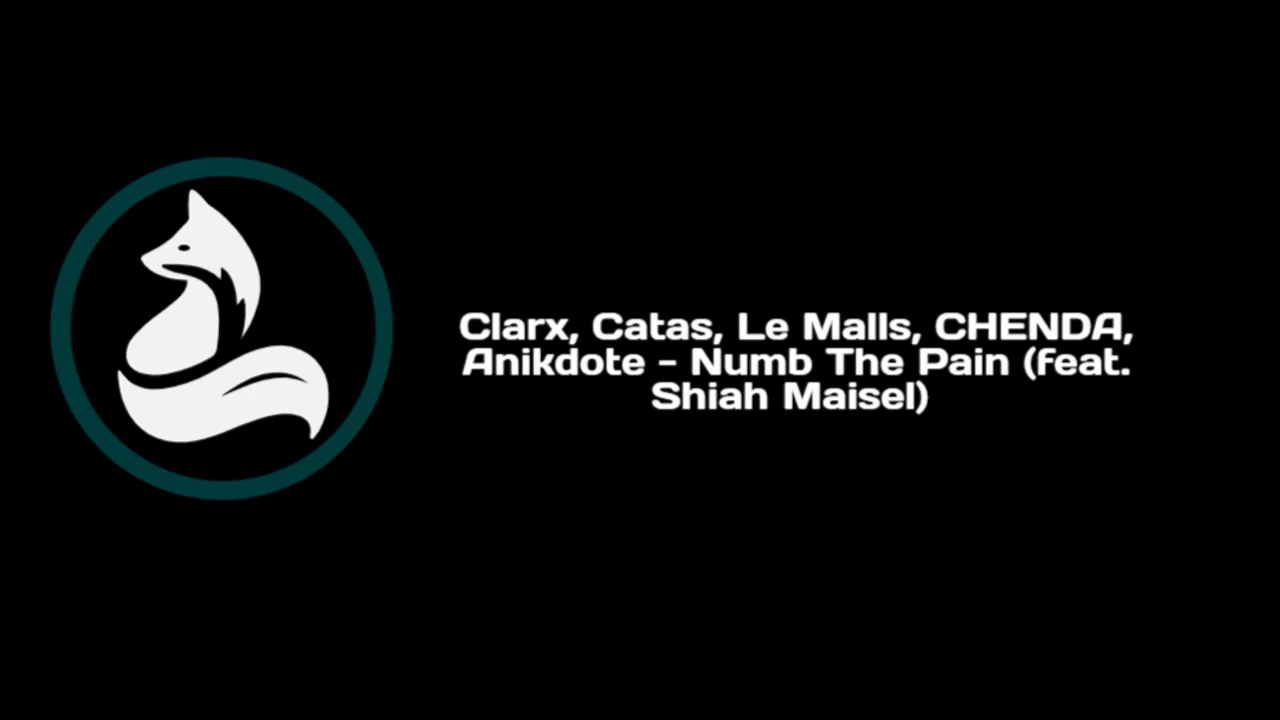 Clarx, Catas, Le Malls, CHENDA,
Anikdote - Numb The Pain (feat.
Shiah Maisel)